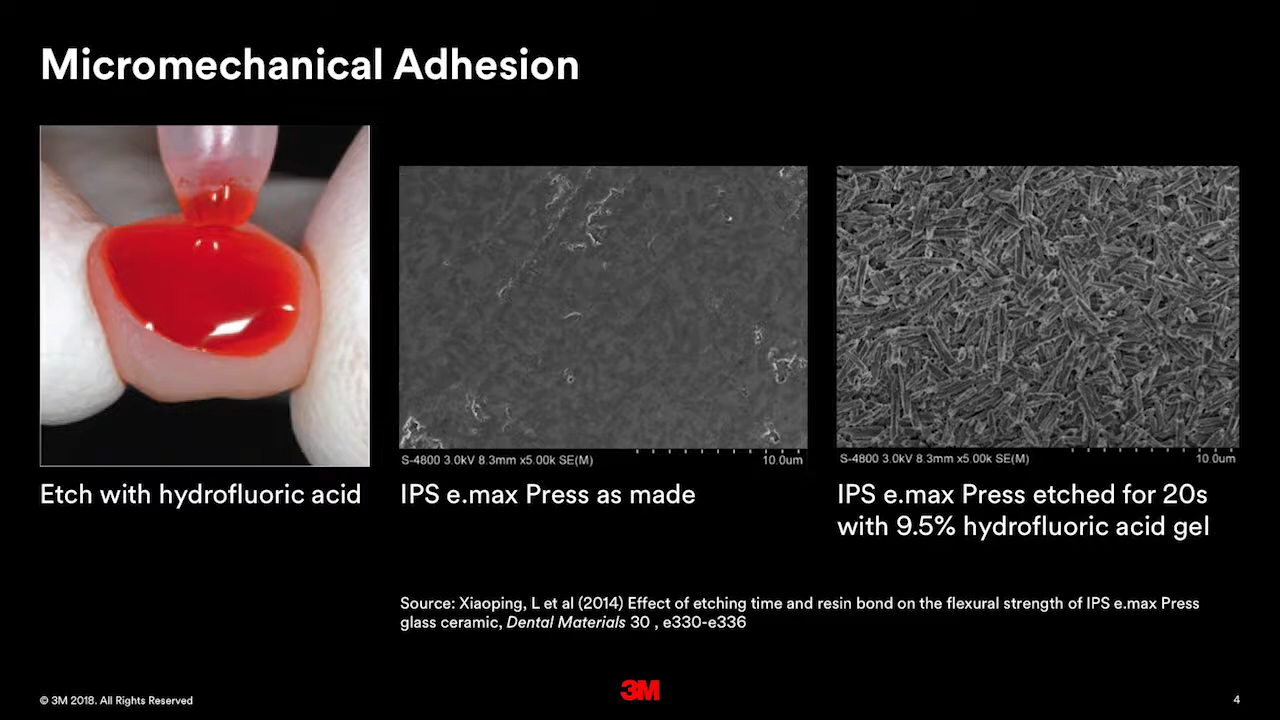 Micromechanical Adhesion
S-4800 3.0kV 8.3mm x5.00k SE(M)
10.0um
S-4800 3.0kV 8.3mm x5.00k SE(M)
10.0um
Etch with hydrofluoric acid
IPS e.max Press as made
IPS e.max Press etched for 20s
with 9.5% hydrofluoric acid gel
Source: Xiaoping, L et al (2014) Effect of etching time and resin bond on the flexural strength of IPS e.max Press
glass ceramic, Dental Materials 30 , e330-e336
© 3M 2018. All Rights Reserved
3M
4